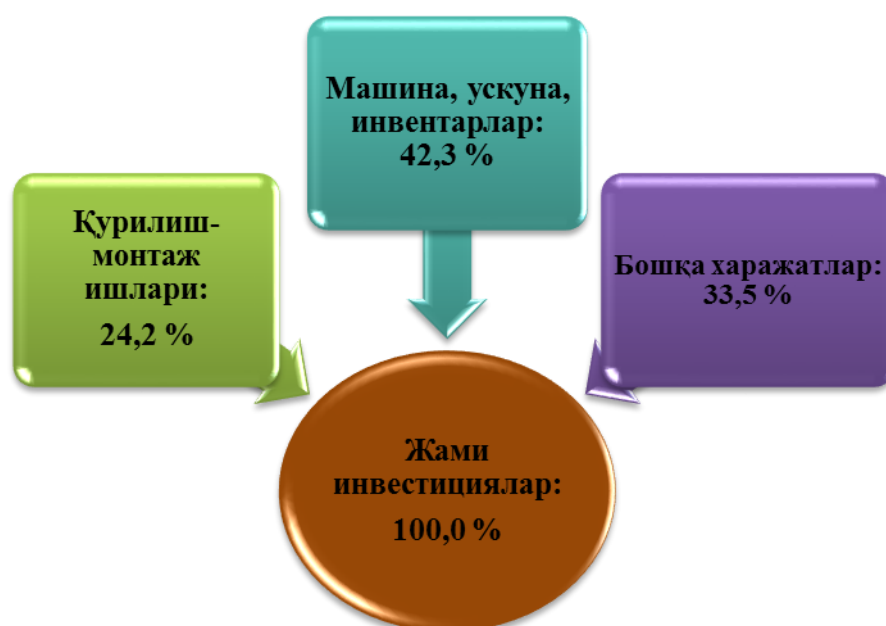 Машина, ускуна,
инвентарлар:
42,3 %
Қурилиш-
монтаж
ишлари:
24,2 %
Бошқа харажатлар:
33,5 %
Жами
инвестициялар:
100,0 %